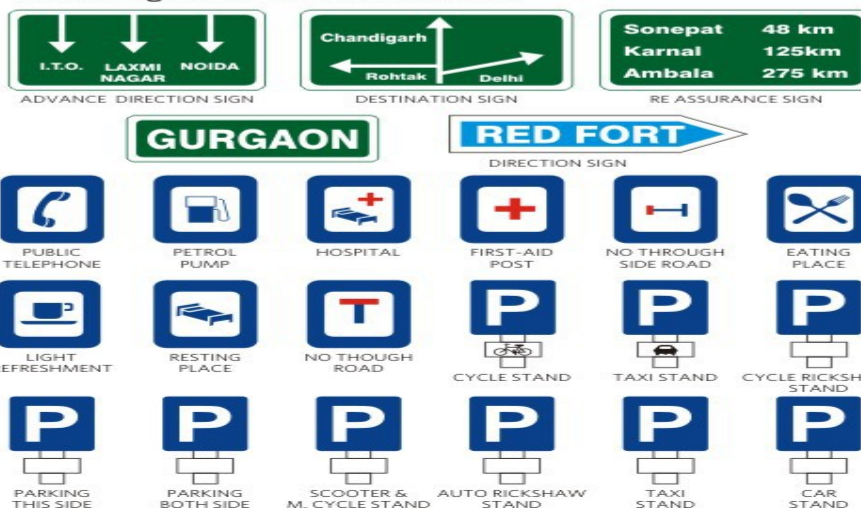 I.T.O. LAXMI NAGAR NOIDA
Chandigarh
Rohtak Delhi
Sonepat 48 km
Karnal 125km
Ambala 275 km
ADVANCE DIRECTION SIGN DESTINATION SIGN RE ASSURANCE SIGN
GURGAON RED FORT
DIRECTION SIGN
PUBLIC TELEPHONE
PETROL PUMP
HOSPITAL
FIRST-AID POST
NO THROUGH SIDE ROAD
EATING PLACE
P P P
LIGHT
EFRESHMENT
RESTING PLACE
NO THOUGH ROAD
CYCLE STAND
TAXI STAND
CYCLE RICKSH
STAND
P P P P P P
PARKING THIS SIDE
PARKING BOTH SIDE
SCOOTER & M. CYCLE STAND
AUTO RICKSHAW STAND
TAXI STAND
CAR STAND